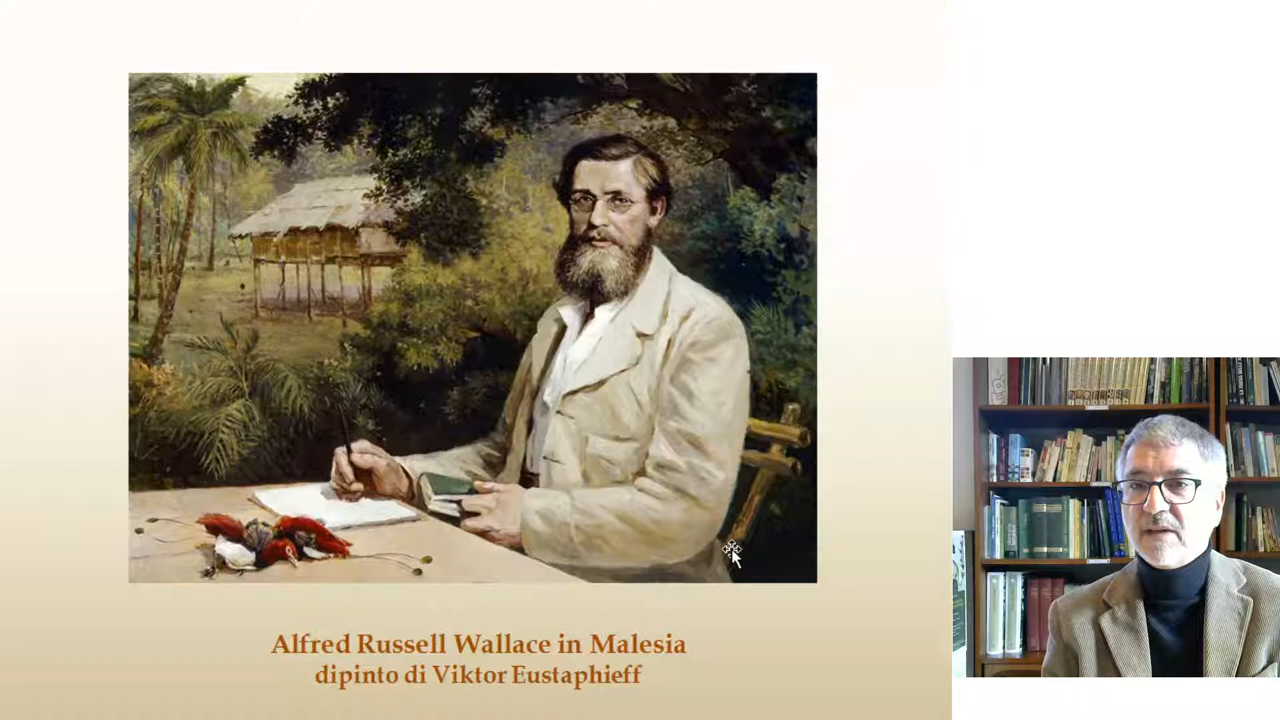 Alfred Russell Wallace in Malesia
dipinto di Viktor Eustaphieff